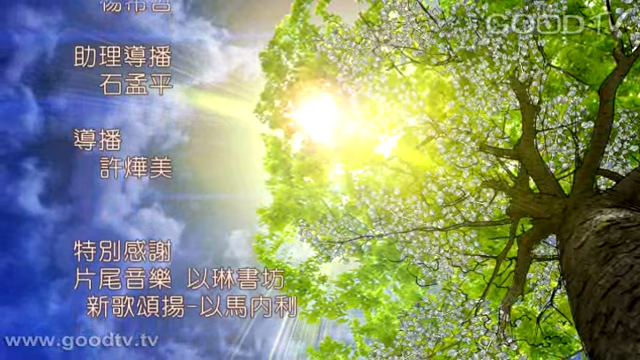 GOOD TV
助理導播
石孟平
導播
許燁美
特別感謝
片尾音樂 以琳書坊
新歌頌揚-以馬內利
www.goodtv.tv